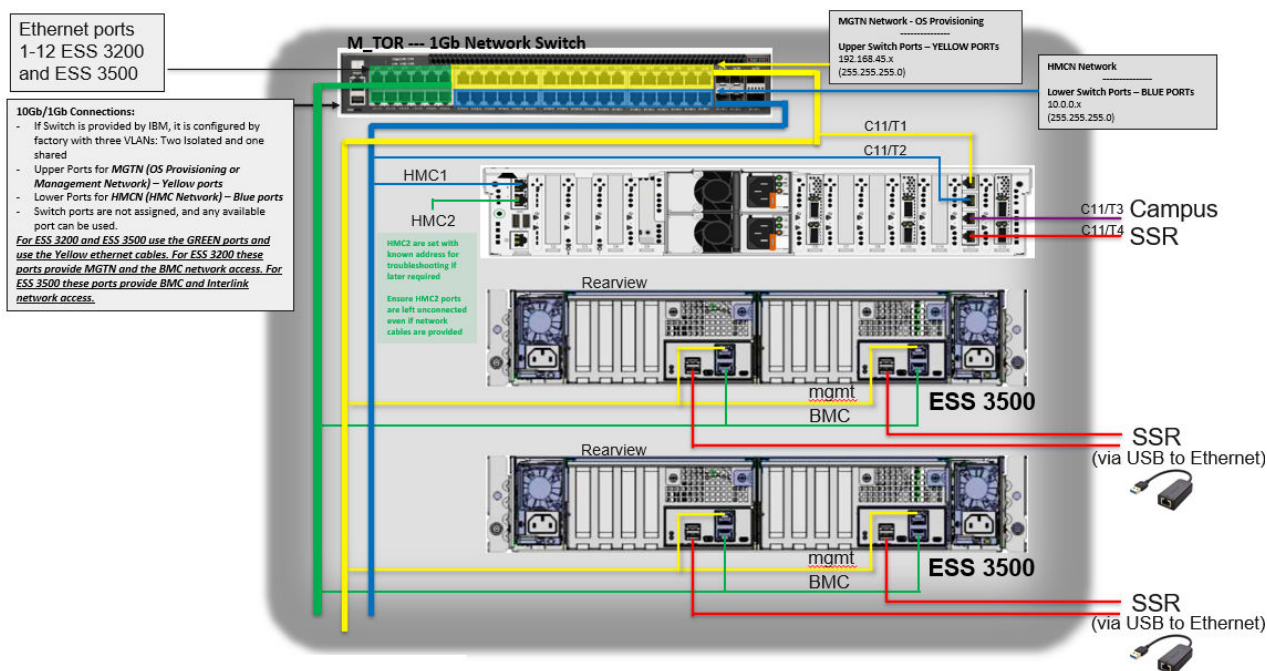 Ethernet ports
1-12 ESS 3200
and ESS 3500
M_TOR --- 1Gb Network Switch
MGTN Network - OS Provisioning
---------------
Upper Switch Ports – YELLOW PORTs
192.168.45.x
(255.255.255.0)
HMCN Network
---------------
Lower Switch Ports – BLUE PORTs
10.0.0.x
(255.255.255.0)
10Gb/1Gb Connections:
- If Switch is provided by IBM, it is configured by
factory with three VLANs: Two Isolated and one
shared
- Upper Ports for MGTN (OS Provisioning or
Management Network) – Yellow ports
- Lower Ports for HMCN (HMC Network) – Blue ports
- Switch ports are not assigned, and any available
port can be used.
For ESS 3200 and ESS 3500 use the GREEN ports and
use the Yellow ethernet cables. For ESS 3200 these
ports provide MGTN and the BMC network access. For
ESS 3500 these ports provide BMC and Interlink
network access.
C11/T1
C11/T2
HMC1
HMC2
C11/T3 Campus
C11/T4 SSR
HMC2 are set with
known address for
troubleshooting if
later required
Ensure HMC2 ports
are left unconnected
even if network
cables are provided
Rearview
mgmt
BMC
ESS 3500
SSR
(via USB to Ethernet)
Rearview
mgmt
BMC
ESS 3500
SSR
(via USB to Ethernet)